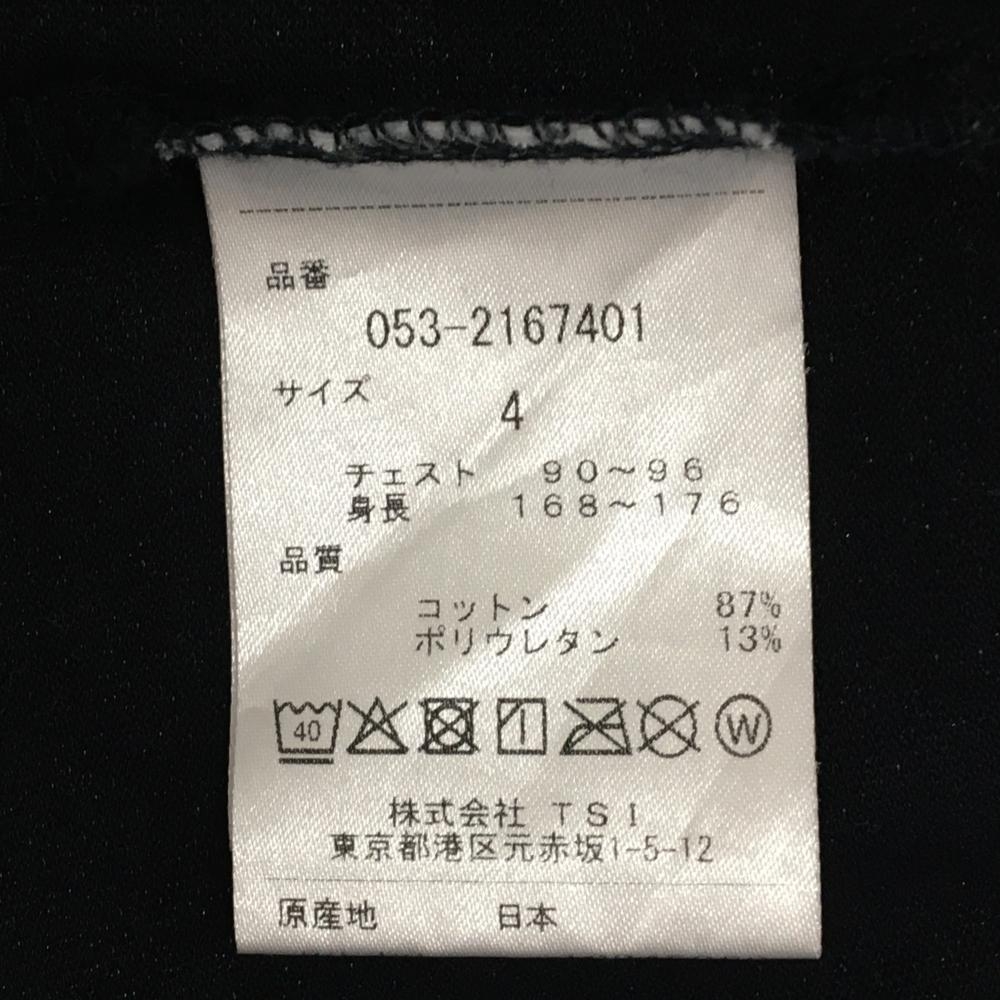 品番
053-2167401
サイズ
4
チェスト 90～96
身長 168～176
品質
コットン 87%
ポリウレタン 13%
40 W
株式会社 TSI
東京都港区元赤坂1-5-12
原産地 日本